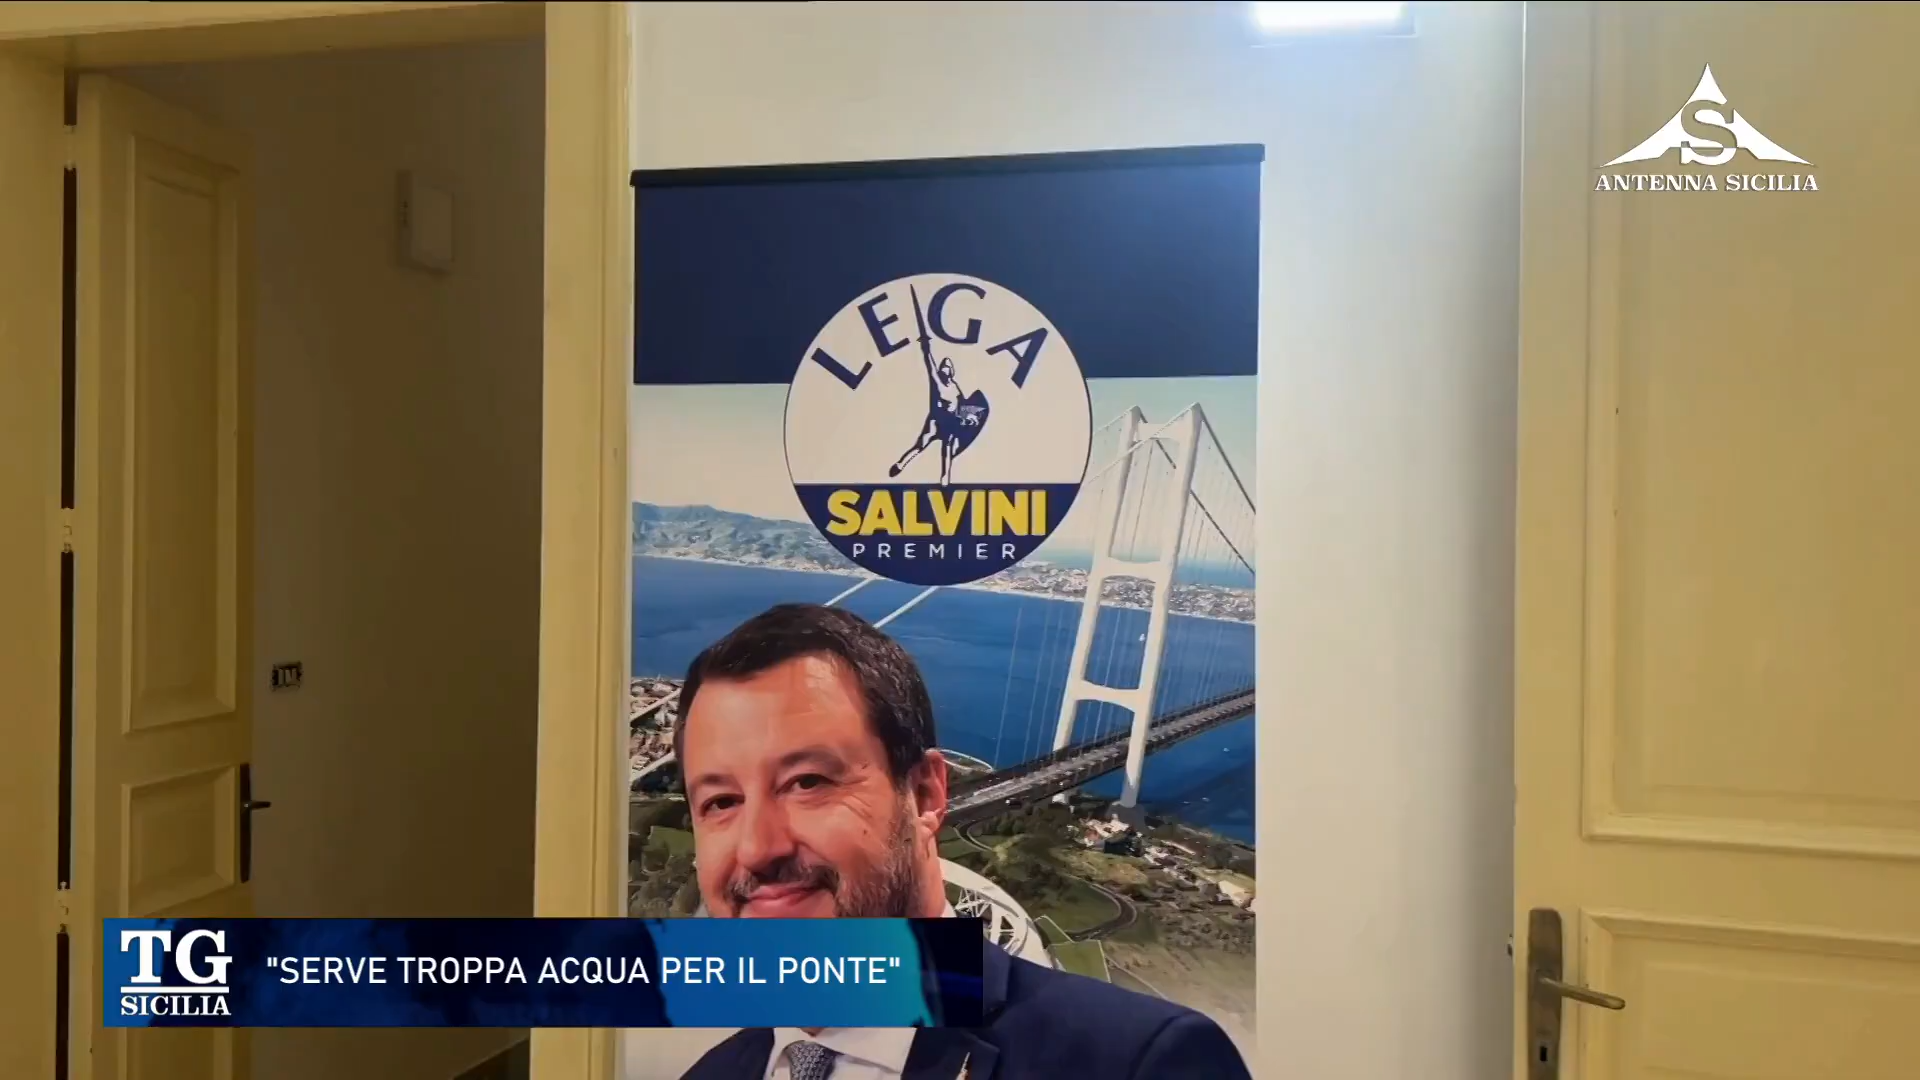 ANTENNA SICILIA
LEGA
SALVINI
PREMIER
TG
SICILIA
"SERVE TROPPA ACQUA PER IL PONTE"